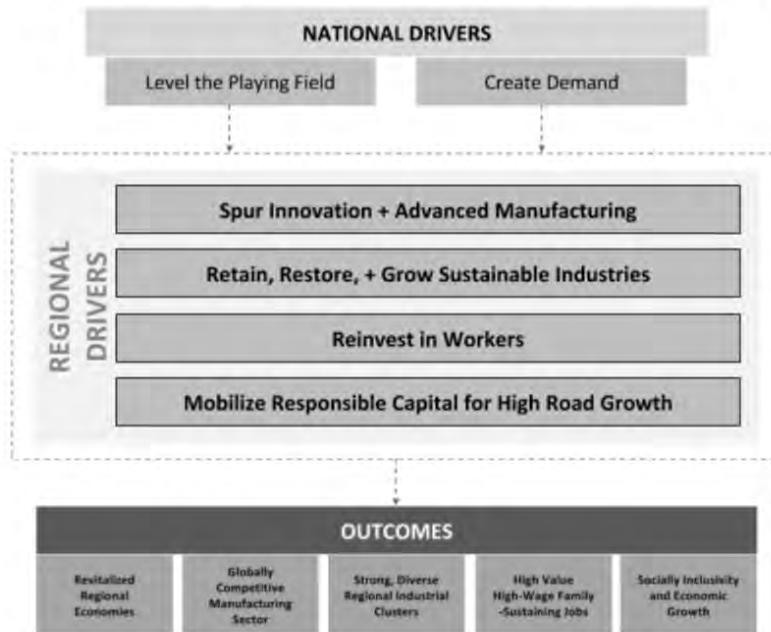 NATIONAL DRIVERS
Level the Playing Field
Create Demand
REGIONAL
DRIVERS
Spur Innovation + Advanced Manufacturing
Retain, Restore, + Grow Sustainable Industries
Reinvest in Workers
Mobilize Responsible Capital for High Road Growth
OUTCOMES
Revitalized
Regional
Economies
Globally
Competitive
Manufacturing
Sector
Strong, Diverse
Regional Industrial
Clusters
High Value
High-Wage Family
-Sustaining Jobs
Socially Inclusivity
and Economic
Growth